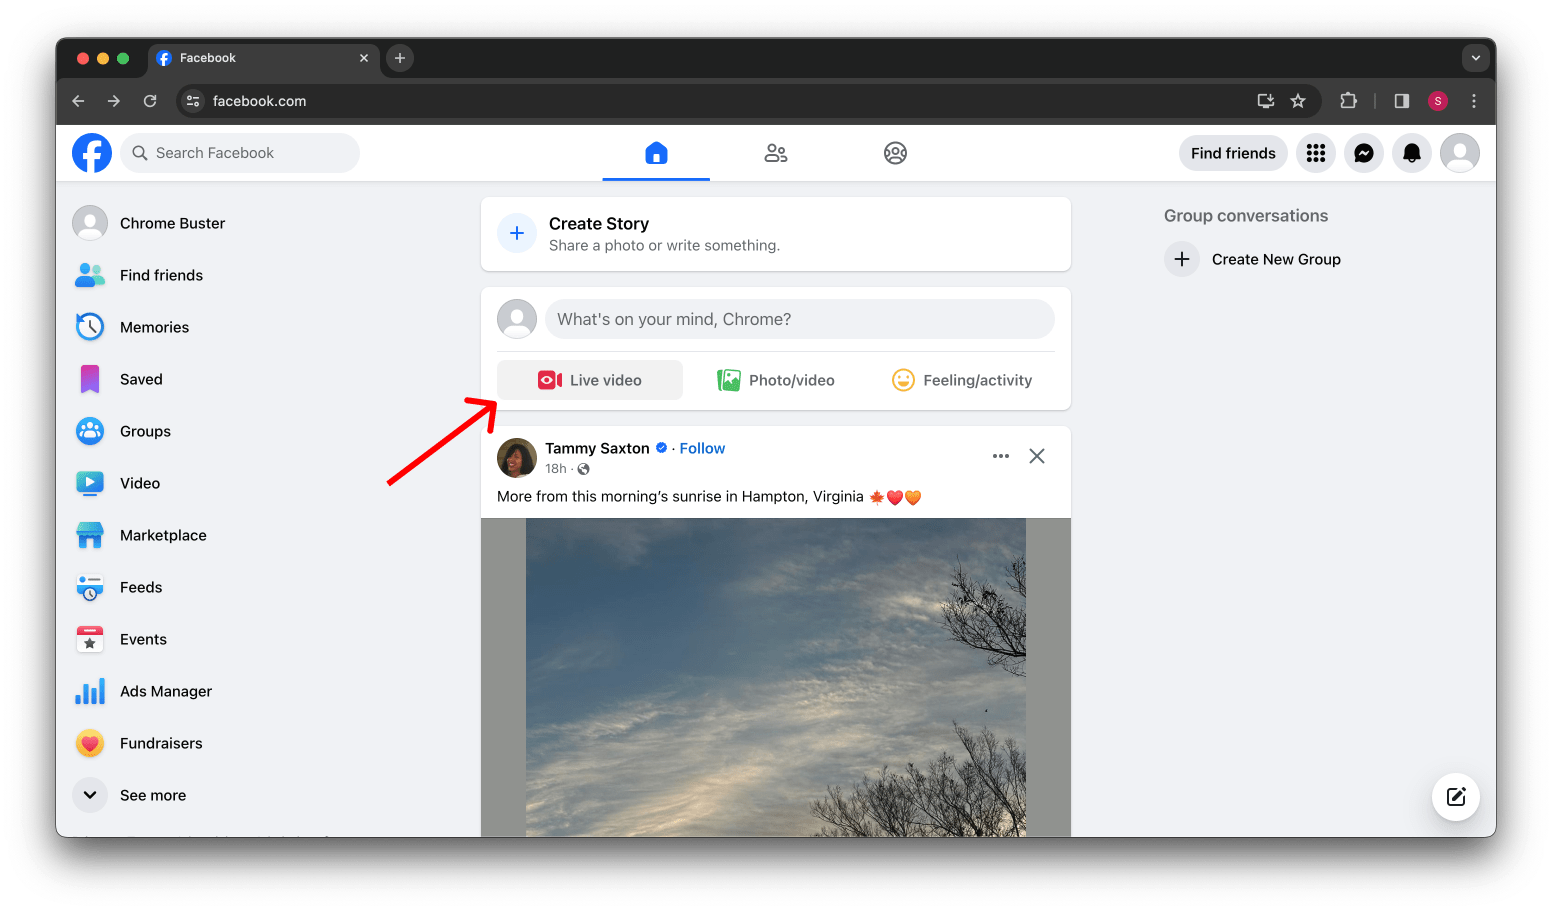 Facebook
facebook.com
S
Search Facebook
Find friends
Chrome Buster
Find friends
Memories
Saved
Groups
Video
Marketplace
Feeds
Events
Ads Manager
Fundraisers
See more
Create Story
Share a photo or write something.
What's on your mind, Chrome?
Live video
Photo/video
Feeling/activity
Tammy Saxton · Follow
18h ·
More from this morning’s sunrise in Hampton, Virginia 🍁❤️🧡
Group conversations
Create New Group